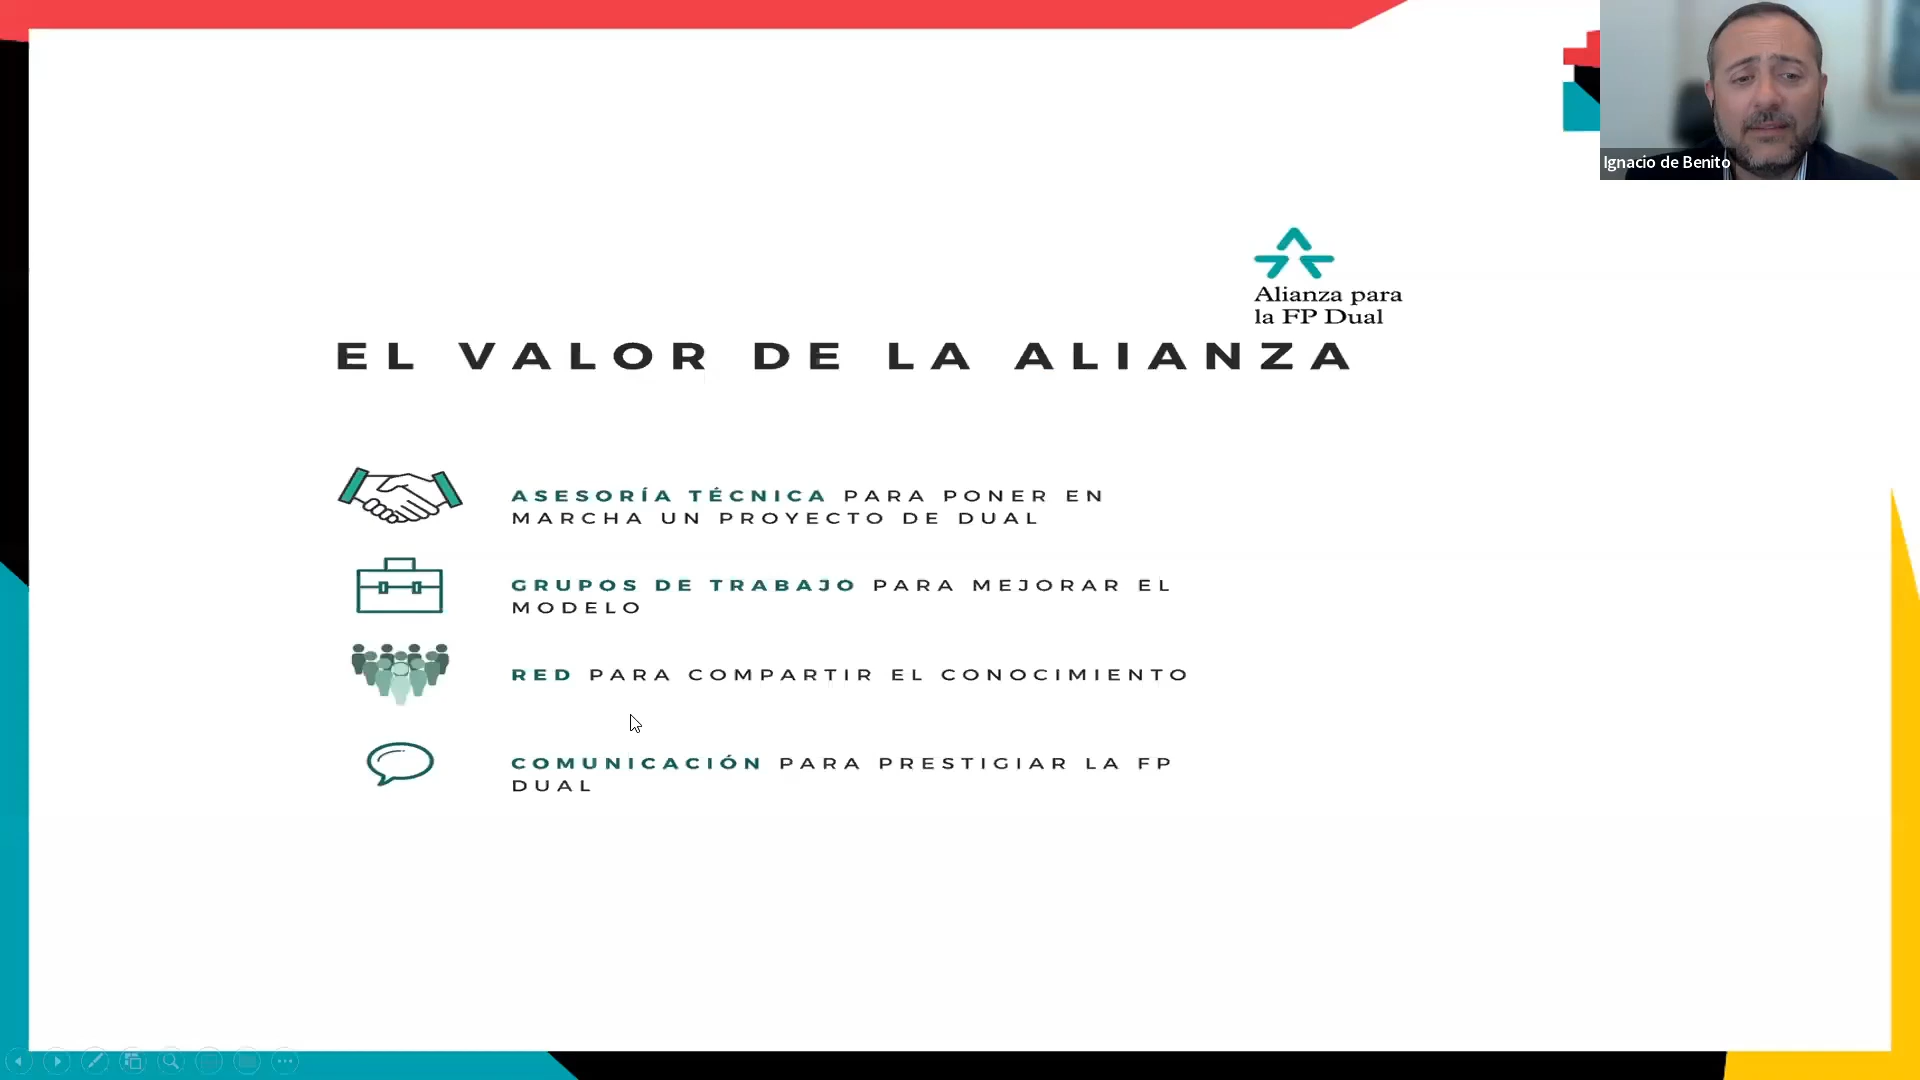 Ignacio de Benito
Alianza para
la FP Dual
EL VALOR DE LA ALIANZA
ASESORÍA TÉCNICA PARA PONER EN
MARCHA UN PROYECTO DE DUAL
GRUPOS DE TRABAJO PARA MEJORAR EL
MODELO
RED PARA COMPARTIR EL CONOCIMIENTO
COMUNICACIÓN PARA PRESTIGIAR LA FP
DUAL